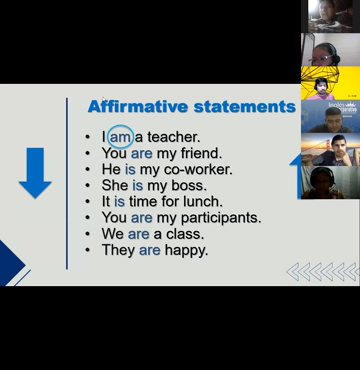 Affirmative statements
• I am a teacher.
• You are my friend.
• He is my co-worker.
• She is my boss.
• It is time for lunch.
• You are my participants.
• We are a class.
• They are happy.